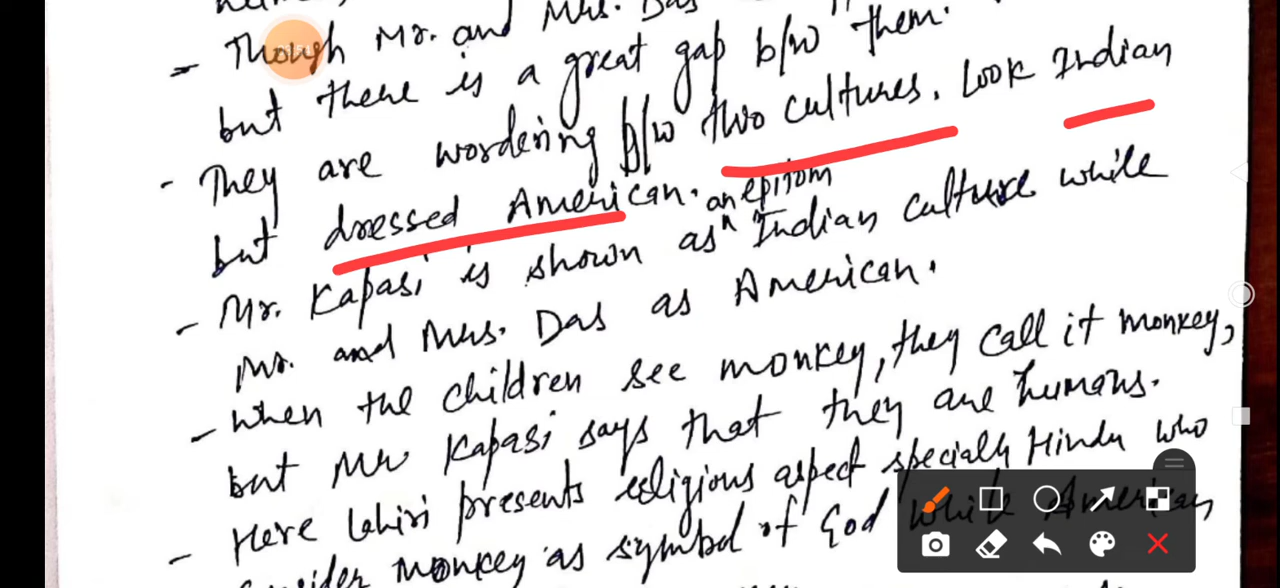 - Though Mr. and Mrs. Das
but there is a great gap b/w them.
- They are wordering b/w two cultures. Look Indian
but dressed American.
an epitom
- Mr. Kapasi is shown as Indian culture while
Mr. and Mrs. Das as American.
- when the children see monkey, they call it monkey,
but Mr Kapasi says that they are humans.
- Here lahiri presents religious aspect specially Hindu who
monkey as symbol of God while American